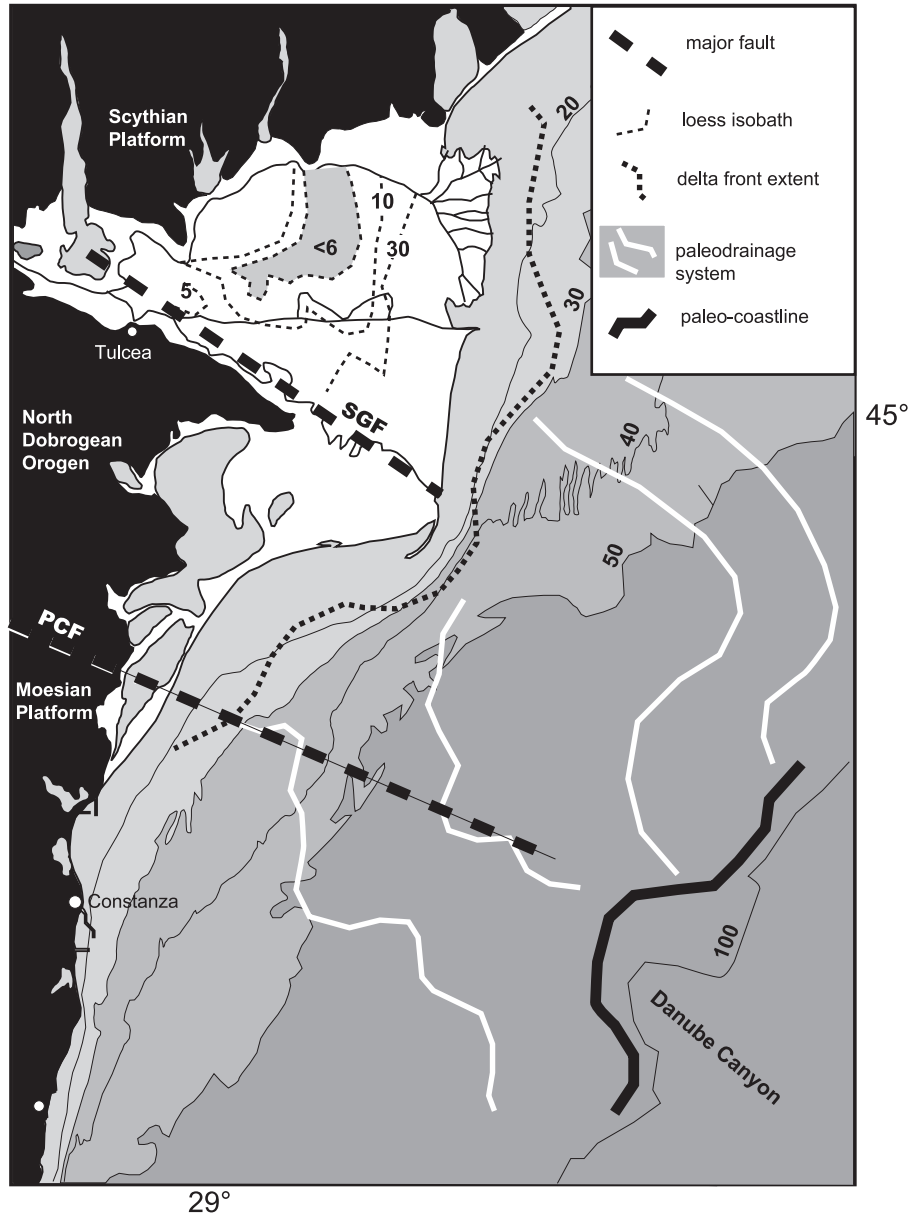 major fault
loess isobath
delta front extent
paleodrainage
system
paleo-coastline
Scythian
Platform
20
10
<6
30
5
30
Tulcea
SGF
45°
North
Dobrogean
Orogen
40
50
PCF
Moesian
Platform
Constanza
100
Danube Canyon
29°